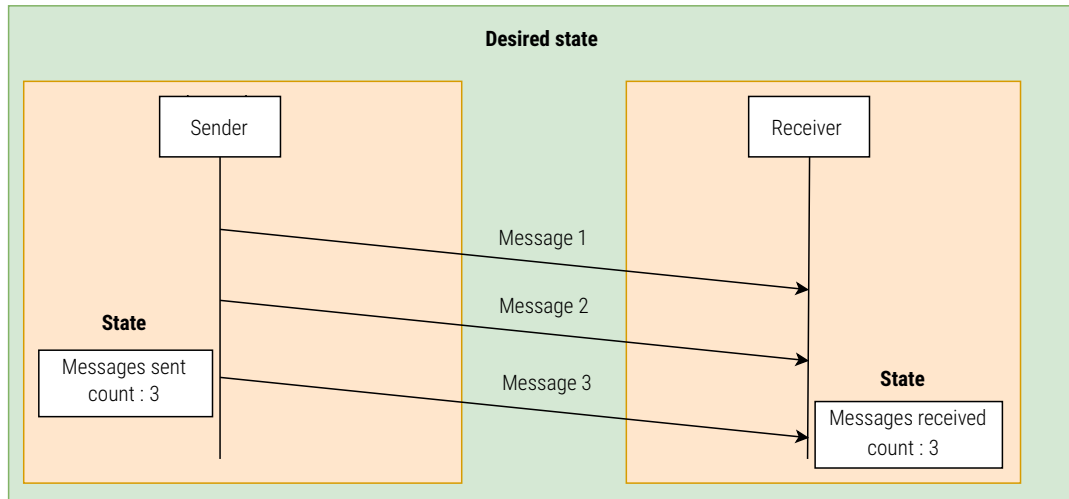 Desired state
Sender
Receiver
Message 1
Message 2
State
Messages sent
count : 3
Message 3
State
Messages received
count : 3